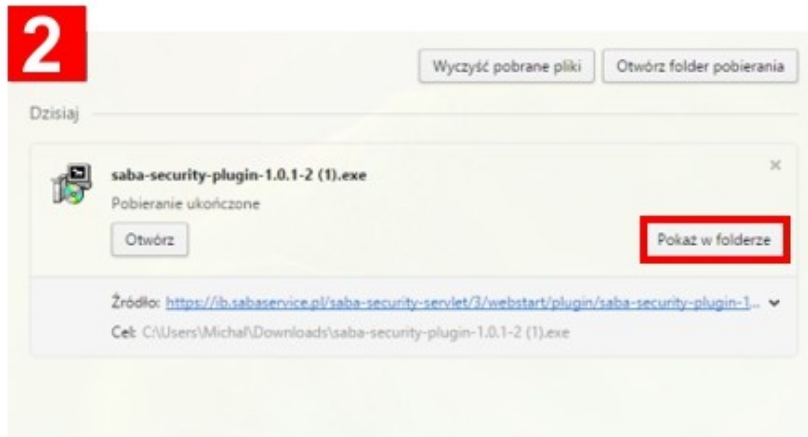 2
Wyczyść pobrane pliki Otwórz folder pobierania
Dzisiaj
saba-security-plugin-1.0.1-2 (1).exe
Pobieranie ukończone
Otwórz Pokaż w folderze
Źródło: https://ib.sabaservice.pl/saba-security-servlet/3/webstart/plugin/saba-security-plugin-1...
Cel: C:\Users\Michal\Downloads\saba-security-plugin-1.0.1-2 (1).exe